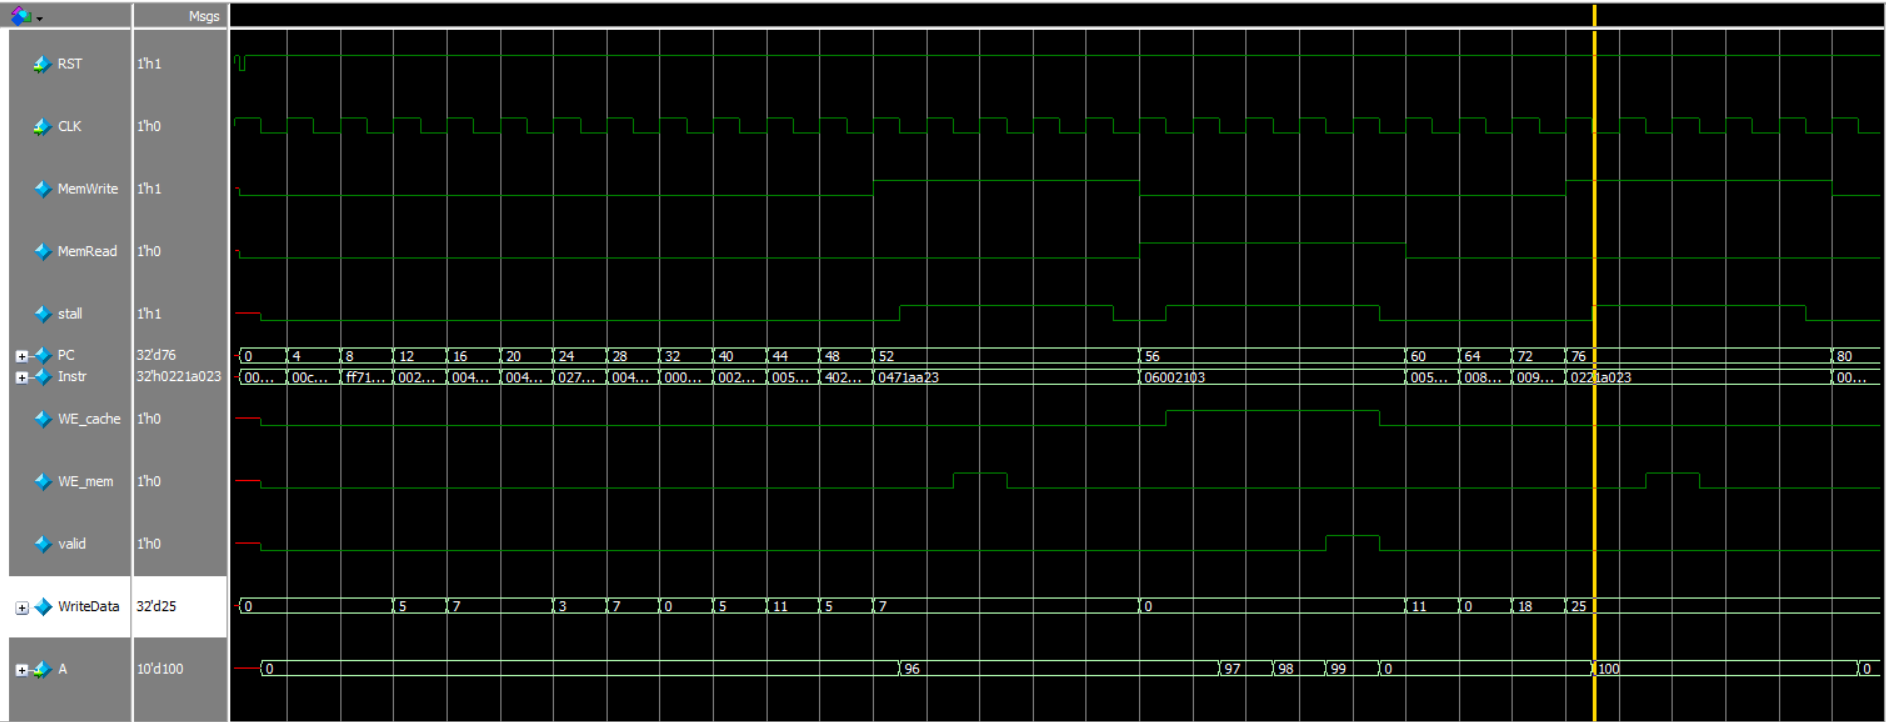 Msgs
RST 1'h1
CLK 1'h0
MemWrite 1'h1
MemRead 1'h0
stall 1'h1
PC 32'd76 0 4 8 12 16 20 24 28 32 40 44 48 52 56 60 64 72 76 80
Instr 32'h0221a023 00... 00c... ff71... 002... 004... 004... 027... 004... 000... 002... 005... 402... 0471aa23 06002103 005... 008... 009... 0221a023 00...
WE_cache 1'h0
WE_mem 1'h0
valid 1'h0
WriteData 32'd25 0 5 7 3 7 0 5 11 5 7 0 11 0 18 25
A 10'd100 0 96 97 98 99 0 100 0